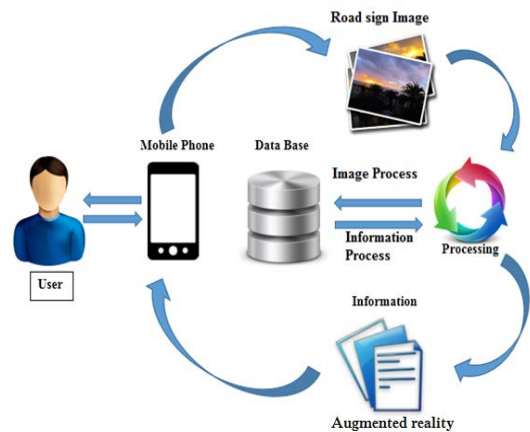 Road sign Image
Mobile Phone
Data Base
Image Process
Information
Process
Processing
User
Information
Augmented reality